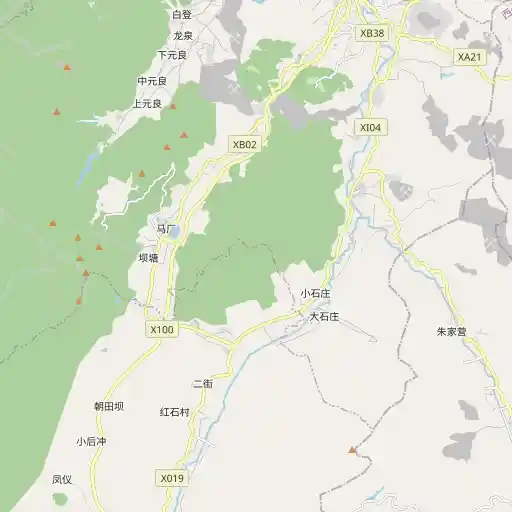 白登
龙泉
XB38
下元良
XA21
中元良
上元良
XI04
XB02
马厂
坝塘
小石庄
大石庄
X100
朱家营
二街
朝田坝
红石村
小后冲
X019
凤仪